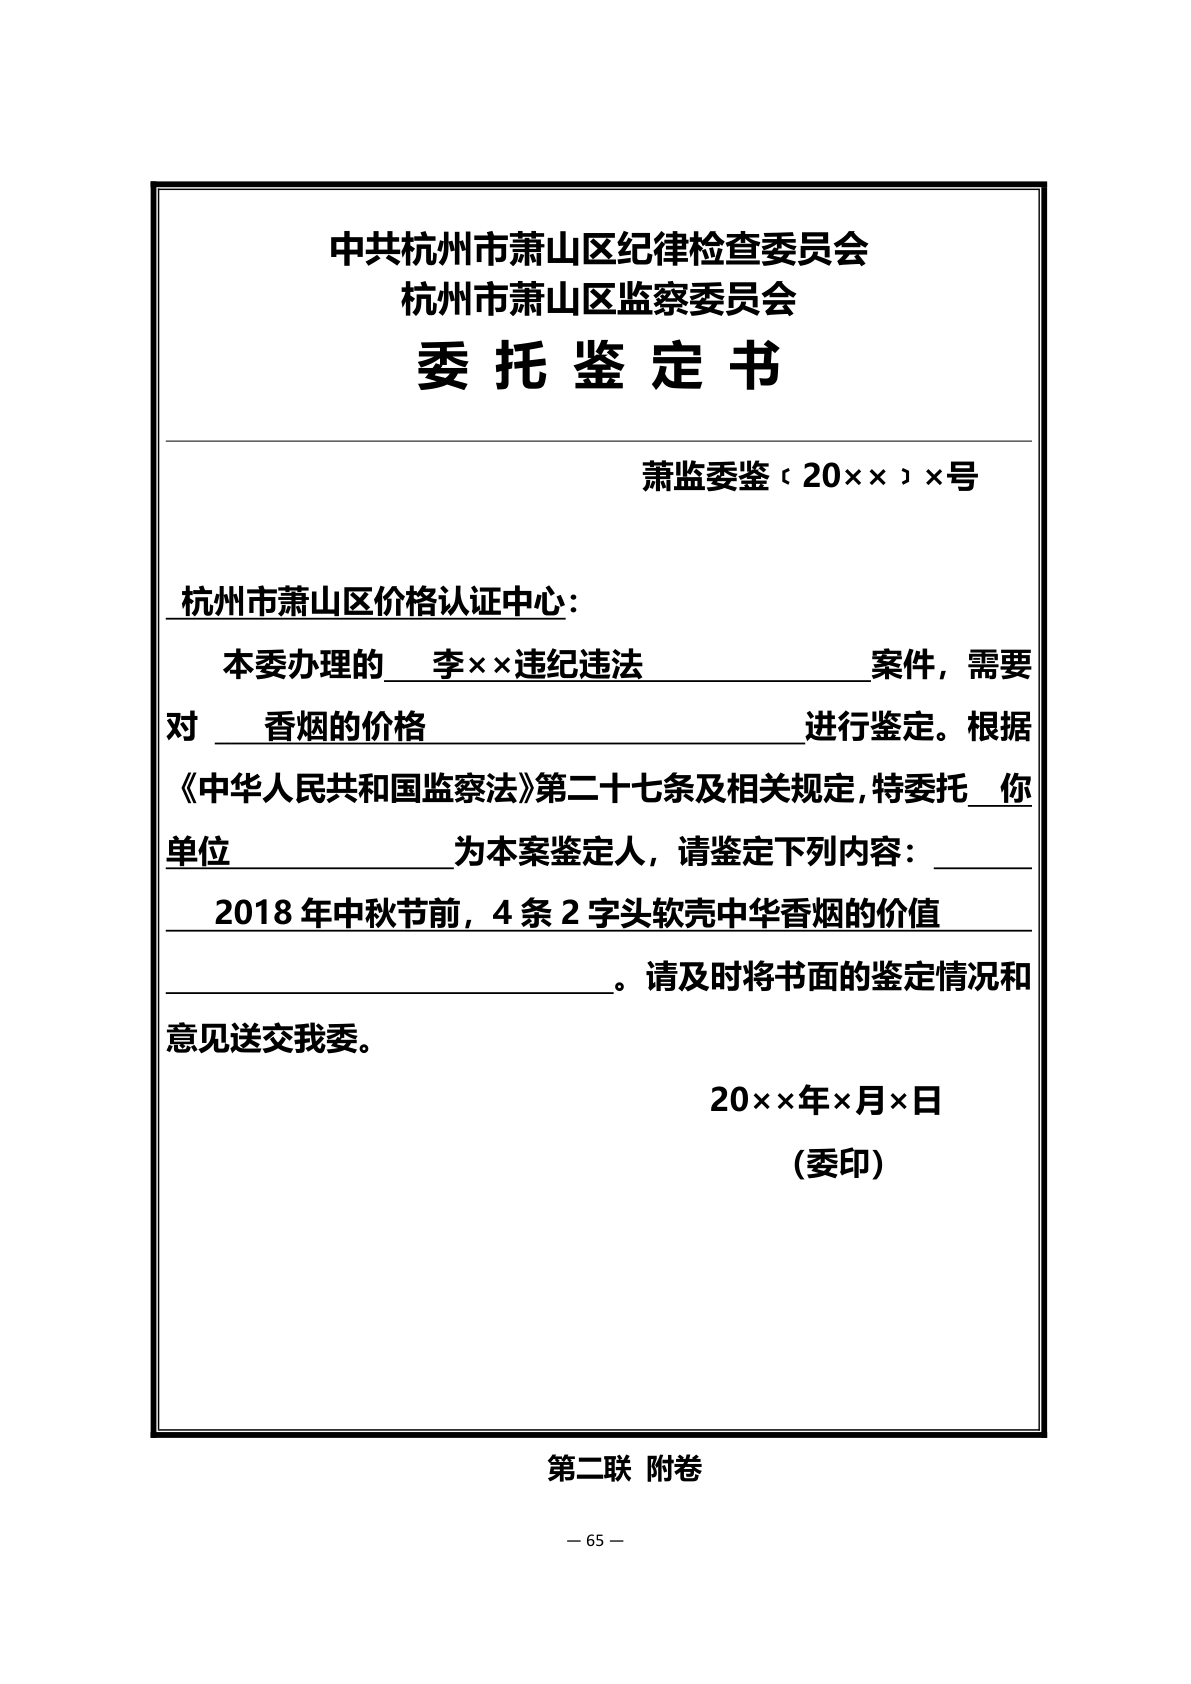 中共杭州市萧山区纪律检查委员会
杭州市萧山区监察委员会
委 托 鉴 定 书
萧监委鉴﹝20××﹞×号
杭州市萧山区价格认证中心：
本委办理的 李××违纪违法 案件，需要
对 香烟的价格 进行鉴定。根据
《中华人民共和国监察法》第二十七条及相关规定，特委托 你
单位 为本案鉴定人，请鉴定下列内容：
2018 年中秋节前，4 条 2 字头软壳中华香烟的价值
。请及时将书面的鉴定情况和
意见送交我委。
20××年×月×日
（委印）
第二联 附卷
— 65 —